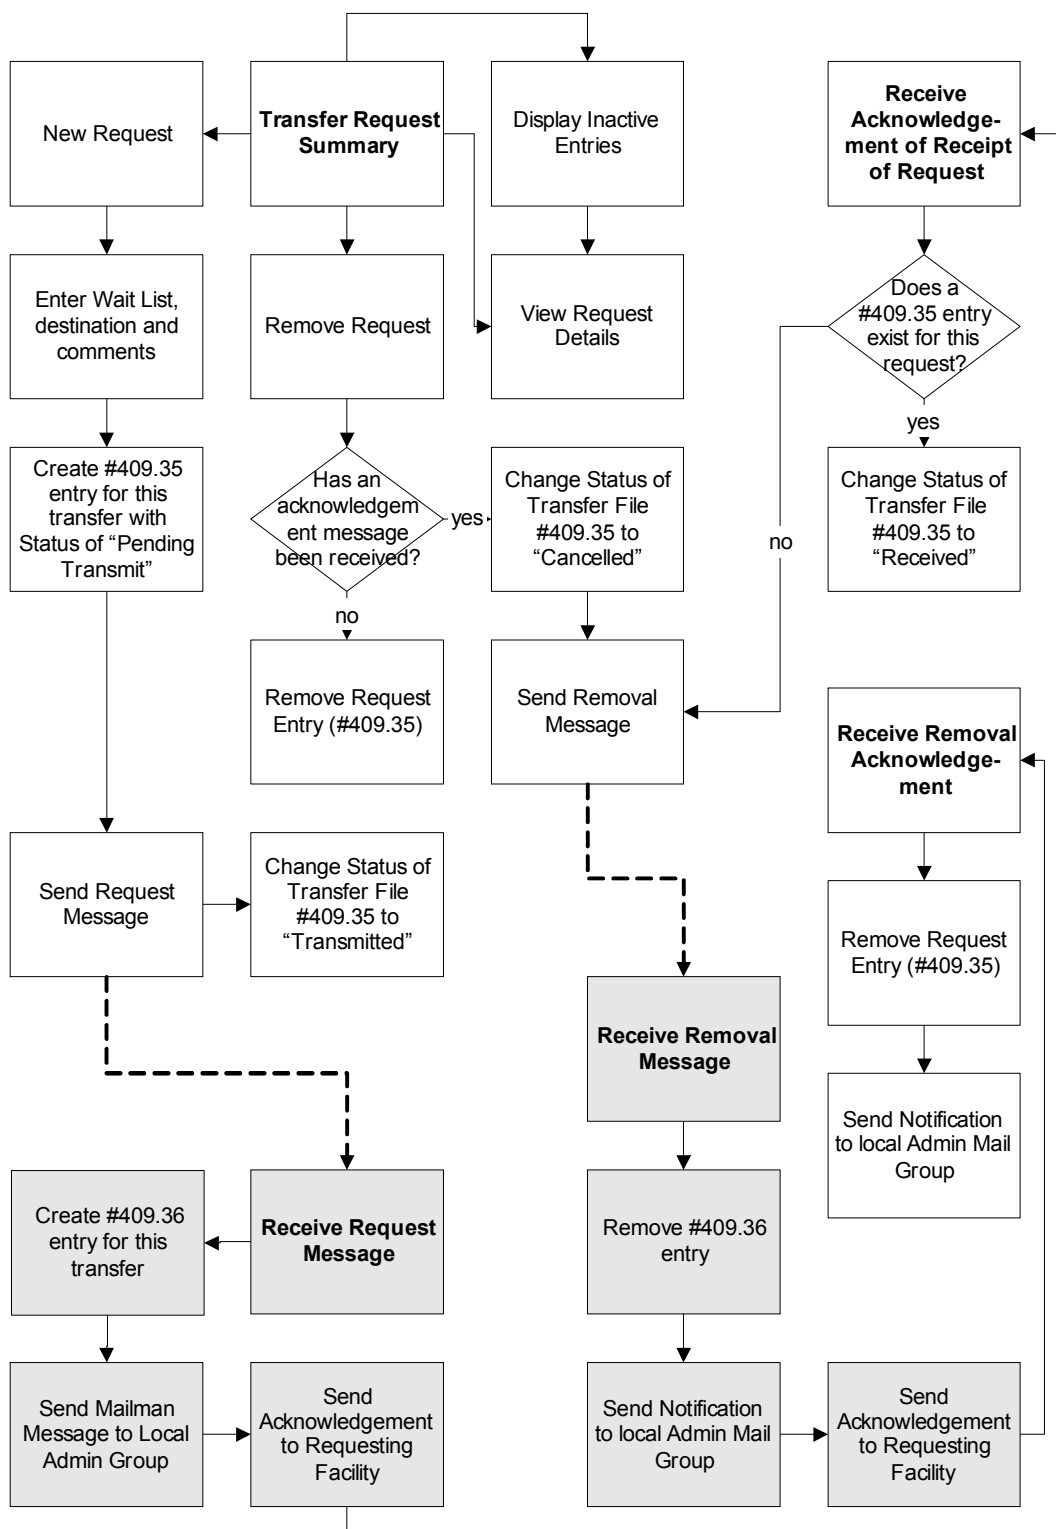 New Request
Transfer Request
Summary
Display Inactive
Entries
Receive
Acknowledge-
ment of Receipt
of Request
Enter Wait List,
destination and
comments
Remove Request
View Request
Details
Does a
#409.35 entry
exist for this
request?
yes
Create #409.35
entry for this
transfer with
Status of “Pending
Transmit”
Has an
acknowledgem
ent message
been received?
yes
Change Status of
Transfer File
#409.35 to
“Cancelled”
no
Change Status of
Transfer File
#409.35 to
“Received”
no
Remove Request
Entry (#409.35)
Send Removal
Message
Receive Removal
Acknowledge-
ment
Send Request
Message
Change Status of
Transfer File
#409.35 to
“Transmitted”
Remove Request
Entry (#409.35)
Receive Removal
Message
Send Notification
to local Admin Mail
Group
Create #409.36
entry for this
transfer
Receive Request
Message
Remove #409.36
entry
Send Mailman
Message to Local
Admin Group
Send
Acknowledgement
to Requesting
Facility
Send Notification
to local Admin Mail
Group
Send
Acknowledgement
to Requesting
Facility